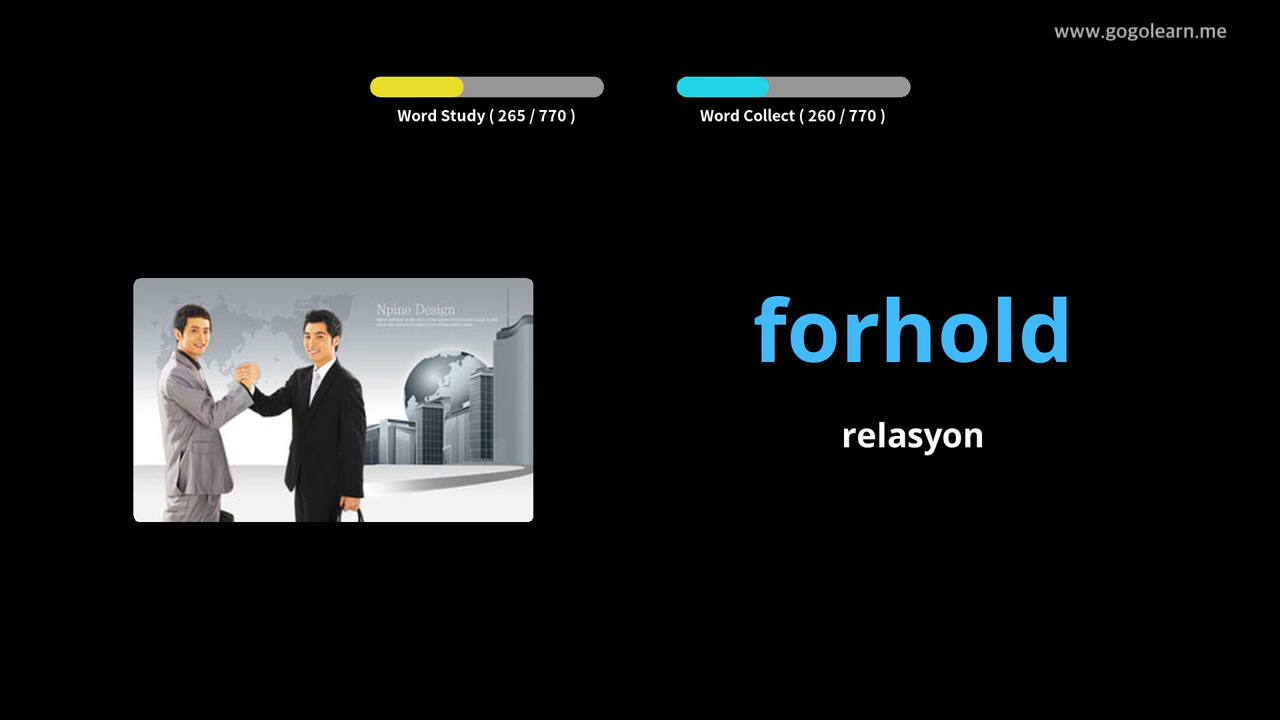 www.gogolearn.me
Word Study ( 265 / 770 )
Word Collect ( 260 / 770 )
Npine Design
forhold
relasyon